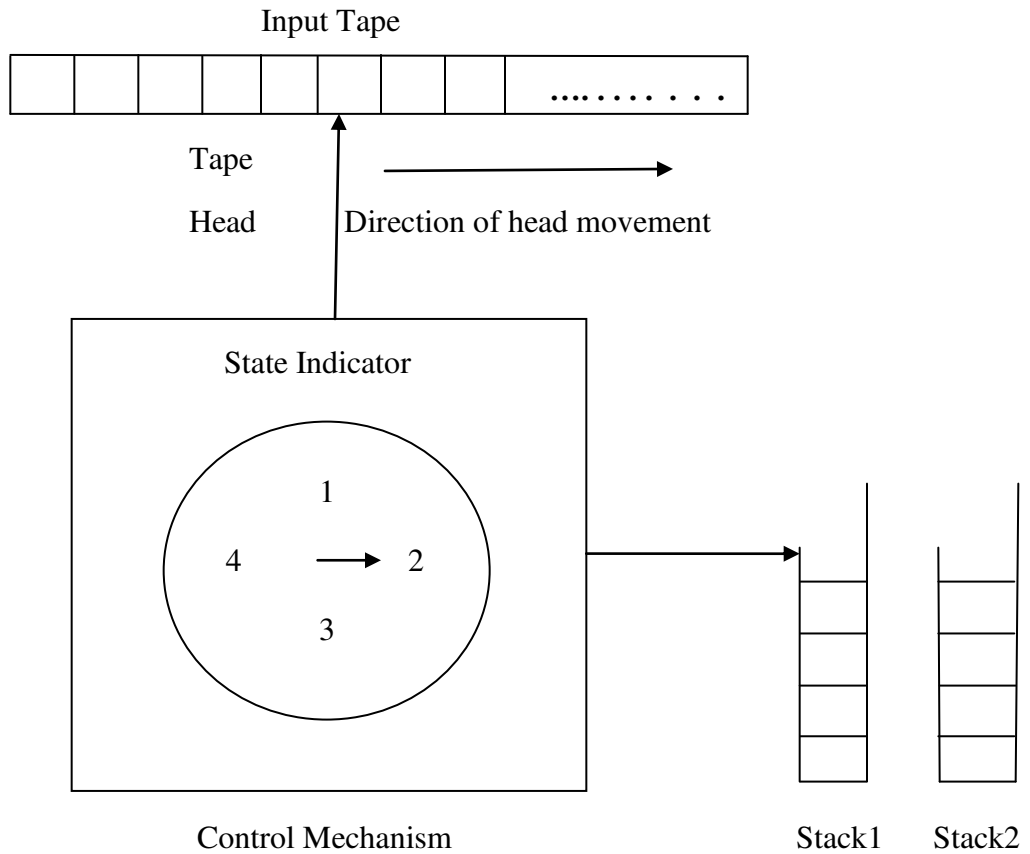 Input Tape
.... . . . . . .
Tape
Head
Direction of head movement
State Indicator
1
4
2
3
Control Mechanism
Stack1
Stack2